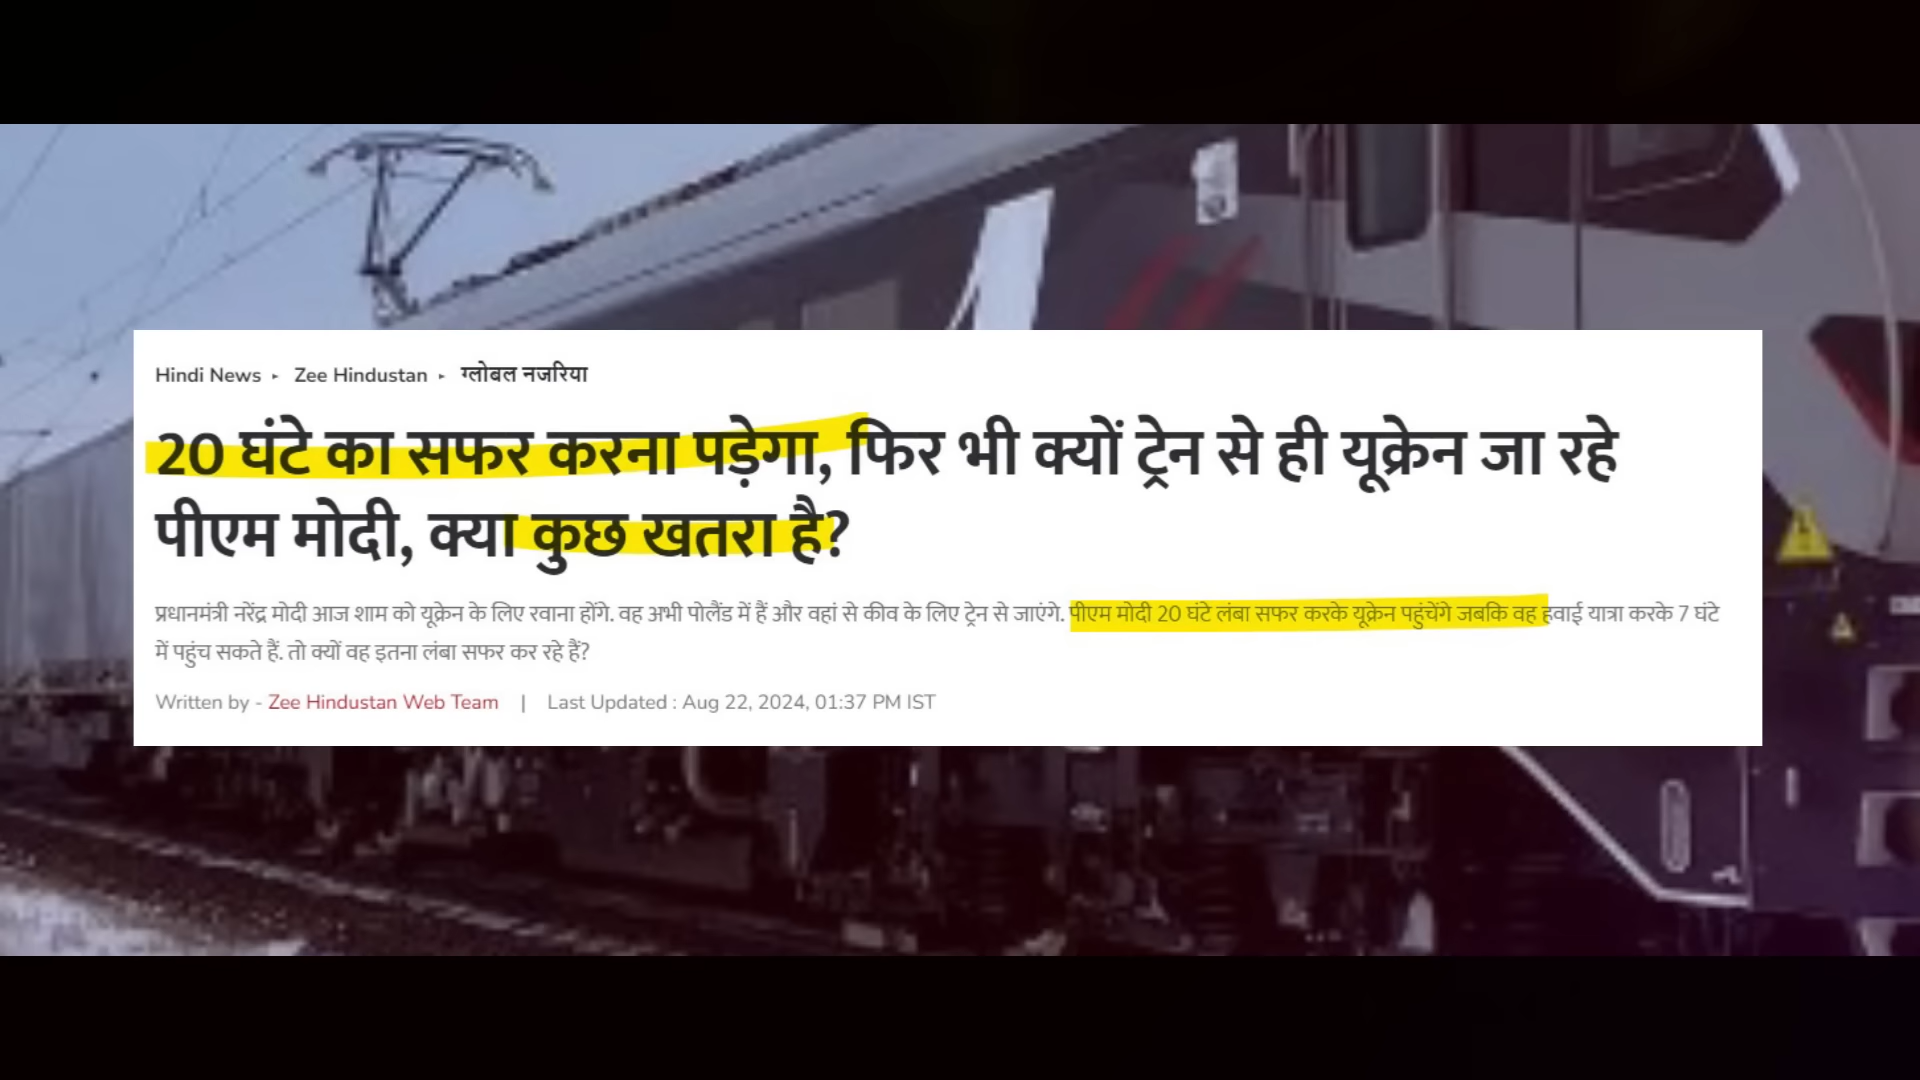 Hindi News ▸ Zee Hindustan ▸ ग्लोबल नजरिया
20 घंटे का सफर करना पड़ेगा, फिर भी क्यों ट्रेन से ही यूक्रेन जा रहे
पीएम मोदी, क्या कुछ खतरा है?
प्रधानमंत्री नरेंद्र मोदी आज शाम को यूक्रेन के लिए रवाना होंगे. वह अभी पोलैंड में हैं और वहां से कीव के लिए ट्रेन से जाएंगे. पीएम मोदी 20 घंटे लंबा सफर करके यूक्रेन पहुंचेंगे जबकि वह हवाई यात्रा करके 7 घंटे
में पहुंच सकते हैं. तो क्यों वह इतना लंबा सफर कर रहे हैं?
Written by - Zee Hindustan Web Team | Last Updated : Aug 22, 2024, 01:37 PM IST